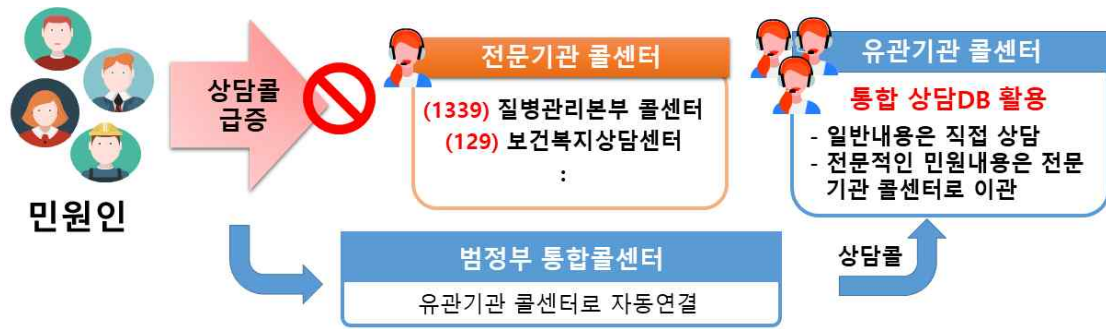 민원인
상담콜
급증
전문기관 콜센터
(1339) 질병관리본부 콜센터
(129) 보건복지상담센터
:
범정부 통합콜센터
유관기관 콜센터로 자동연결
상담콜
유관기관 콜센터
통합 상담DB 활용
- 일반내용은 직접 상담
- 전문적인 민원내용은 전문
기관 콜센터로 이관